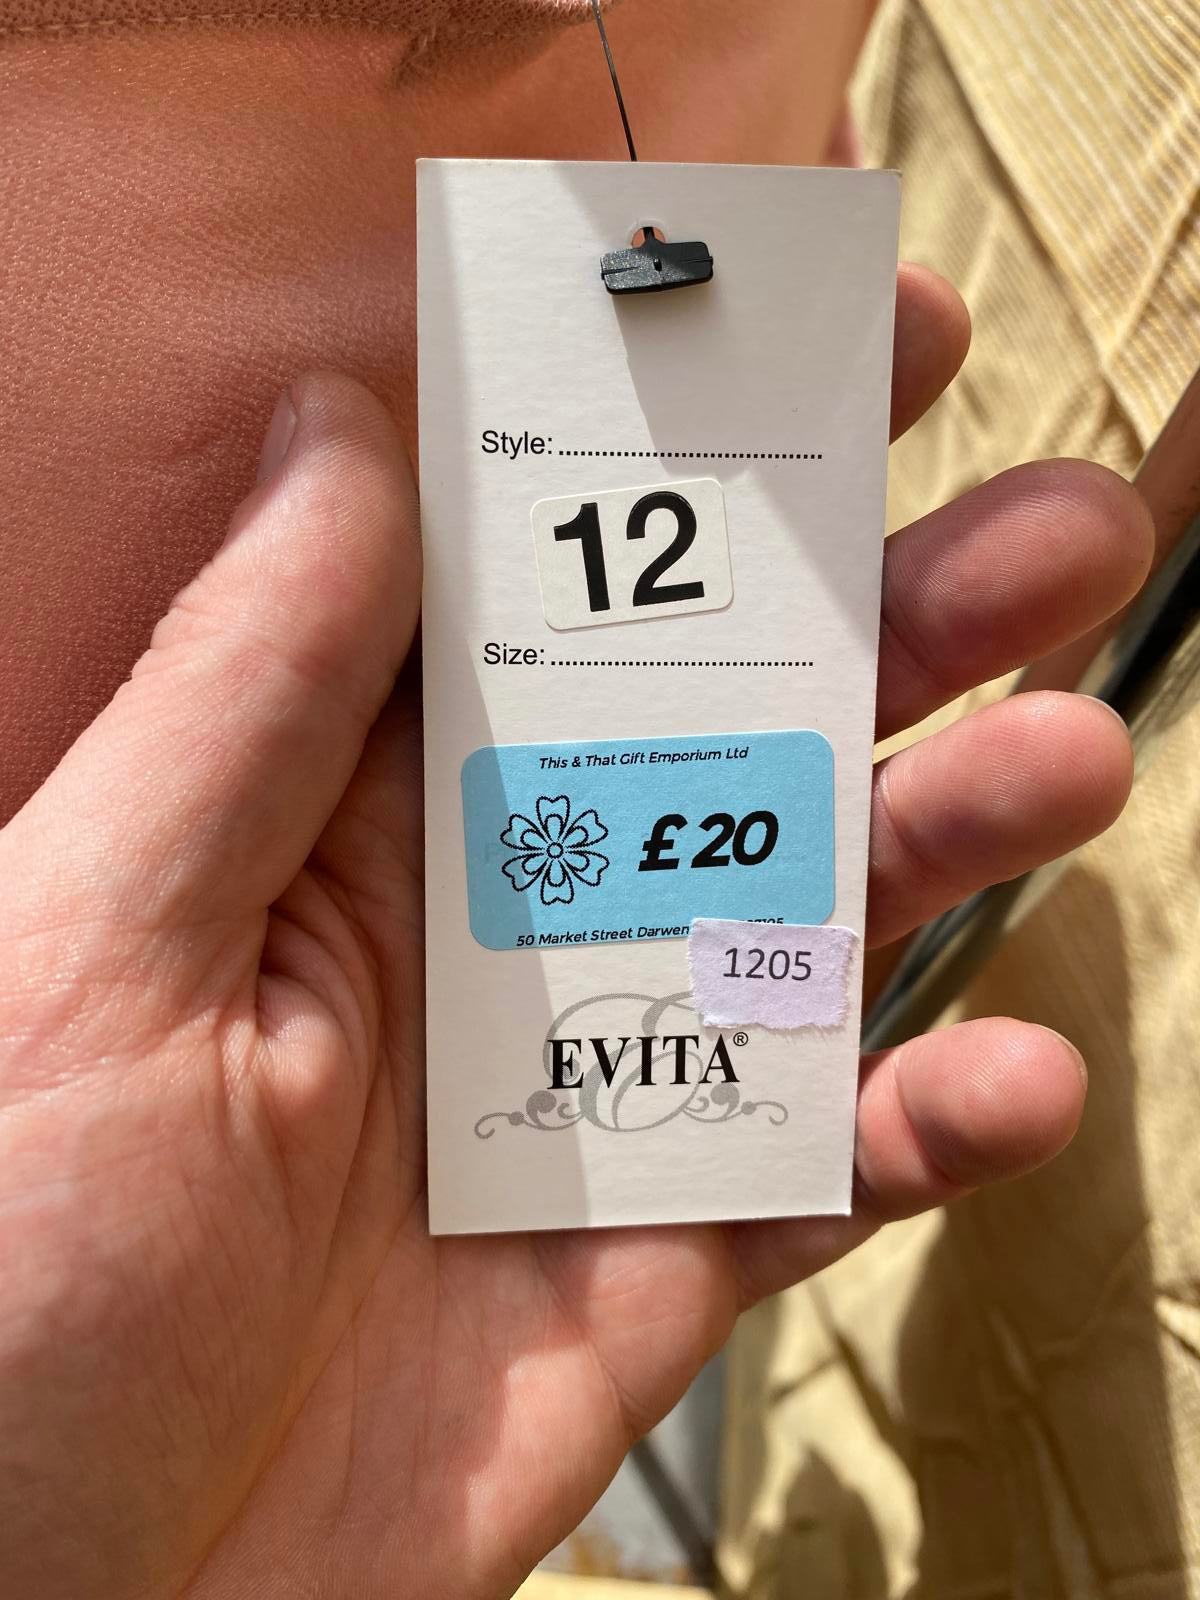 Style:....................................
12
Size:....................................
This & That Gift Emporium Ltd
£20
50 Market Street Darwen
1205
EVITA®